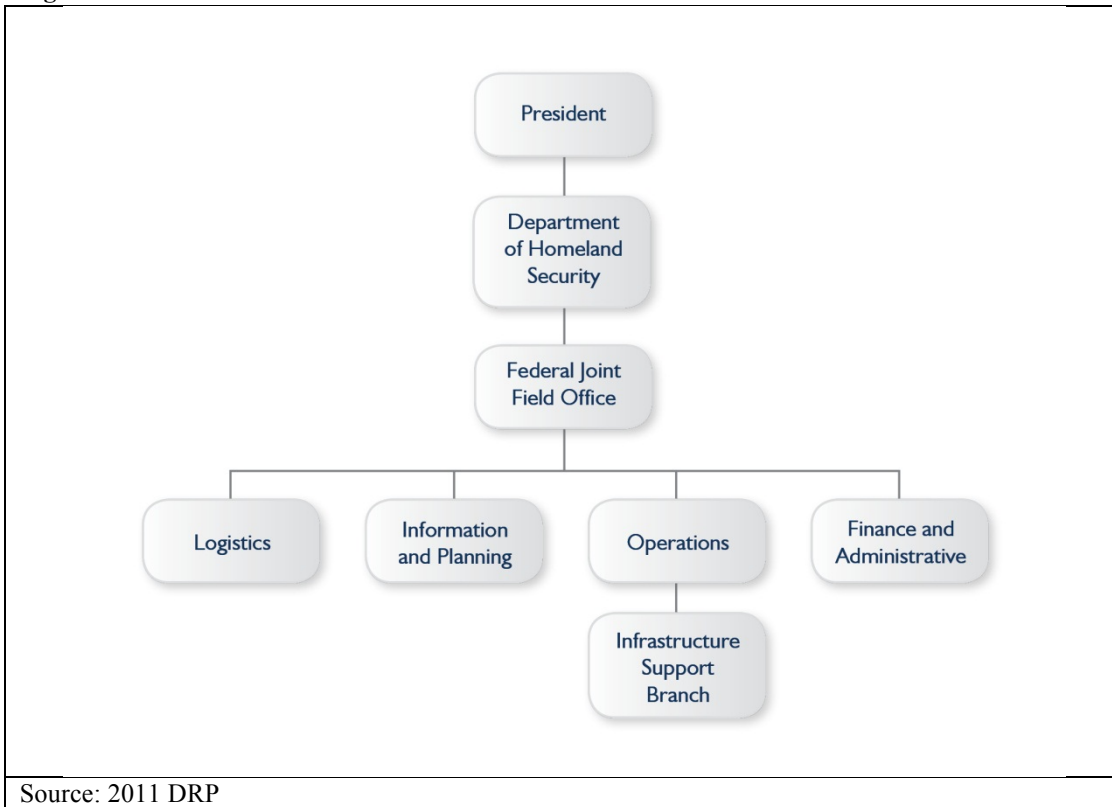 President
Department
of Homeland
Security
Federal Joint
Field Office
Logistics
Information
and Planning
Operations
Finance and
Administrative
Infrastructure
Support
Branch
Source: 2011 DRP